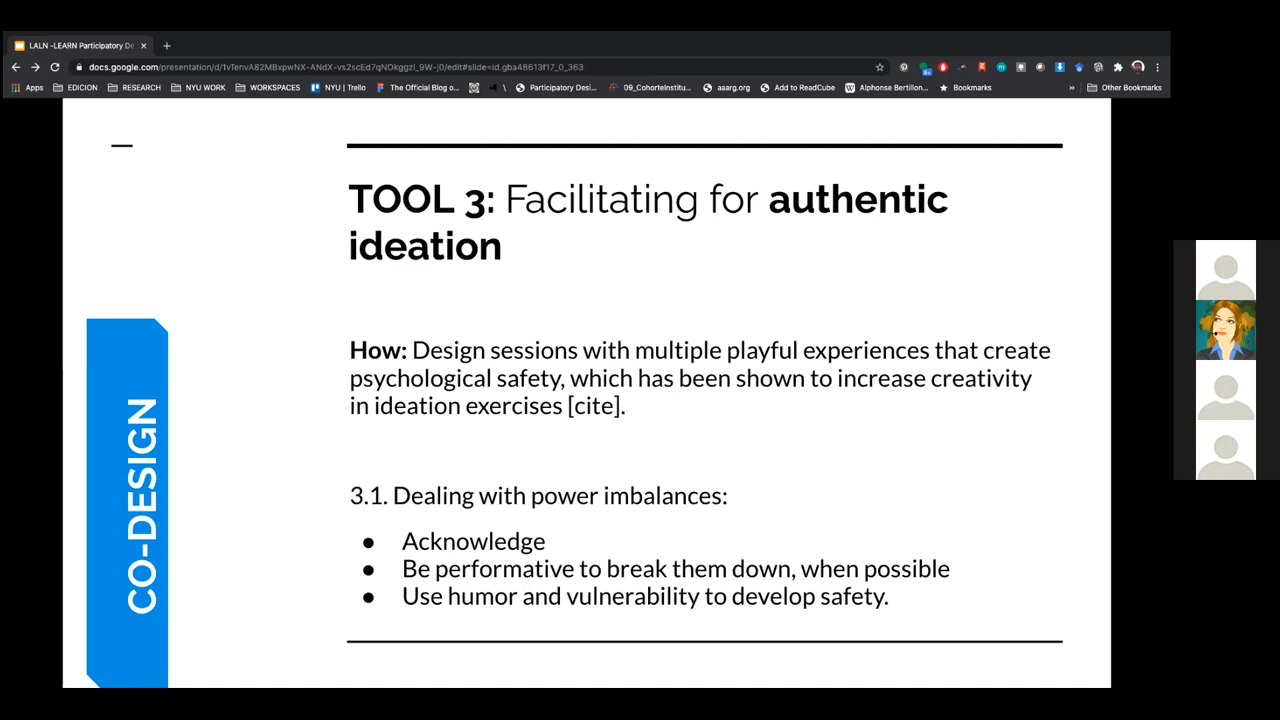 LALN -LEARN Participatory De
docs.google.com/presentation/d/1vTenvA82MBxpwNX-ANdX-vs2scEd7qNOkggzI_9W-j0/edit#slide=id.gba48613f17_0_363
Apps EDICION RESEARCH NYU WORK WORKSPACES NYU | Trello The Official Blog o... \ Participatory Desi... 09_CohorteInstitu... aaarg.org Add to ReadCube Alphonse Bertillon... Bookmarks » Other Bookmarks
TOOL 3: Facilitating for authentic
ideation
How: Design sessions with multiple playful experiences that create
psychological safety, which has been shown to increase creativity
in ideation exercises [cite].
CO-DESIGN
3.1. Dealing with power imbalances:
● Acknowledge
● Be performative to break them down, when possible
● Use humor and vulnerability to develop safety.